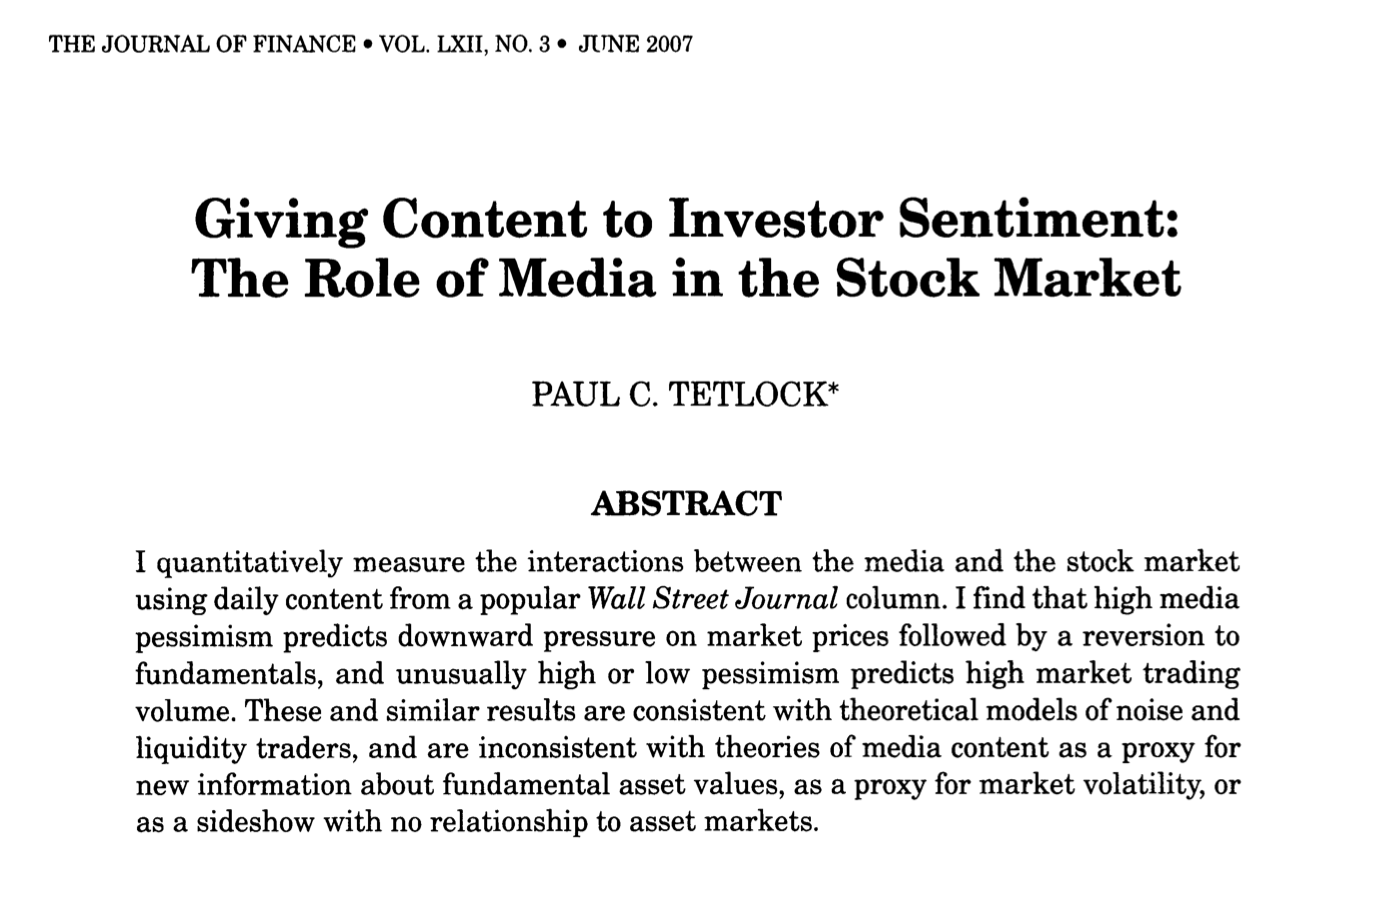 THE JOURNAL OF FINANCE • VOL. LXII, NO. 3 • JUNE 2007
Giving Content to Investor Sentiment:
The Role of Media in the Stock Market
PAUL C. TETLOCK*
ABSTRACT
I quantitatively measure the interactions between the media and the stock market
using daily content from a popular Wall Street Journal column. I find that high media
pessimism predicts downward pressure on market prices followed by a reversion to
fundamentals, and unusually high or low pessimism predicts high market trading
volume. These and similar results are consistent with theoretical models of noise and
liquidity traders, and are inconsistent with theories of media content as a proxy for
new information about fundamental asset values, as a proxy for market volatility, or
as a sideshow with no relationship to asset markets.